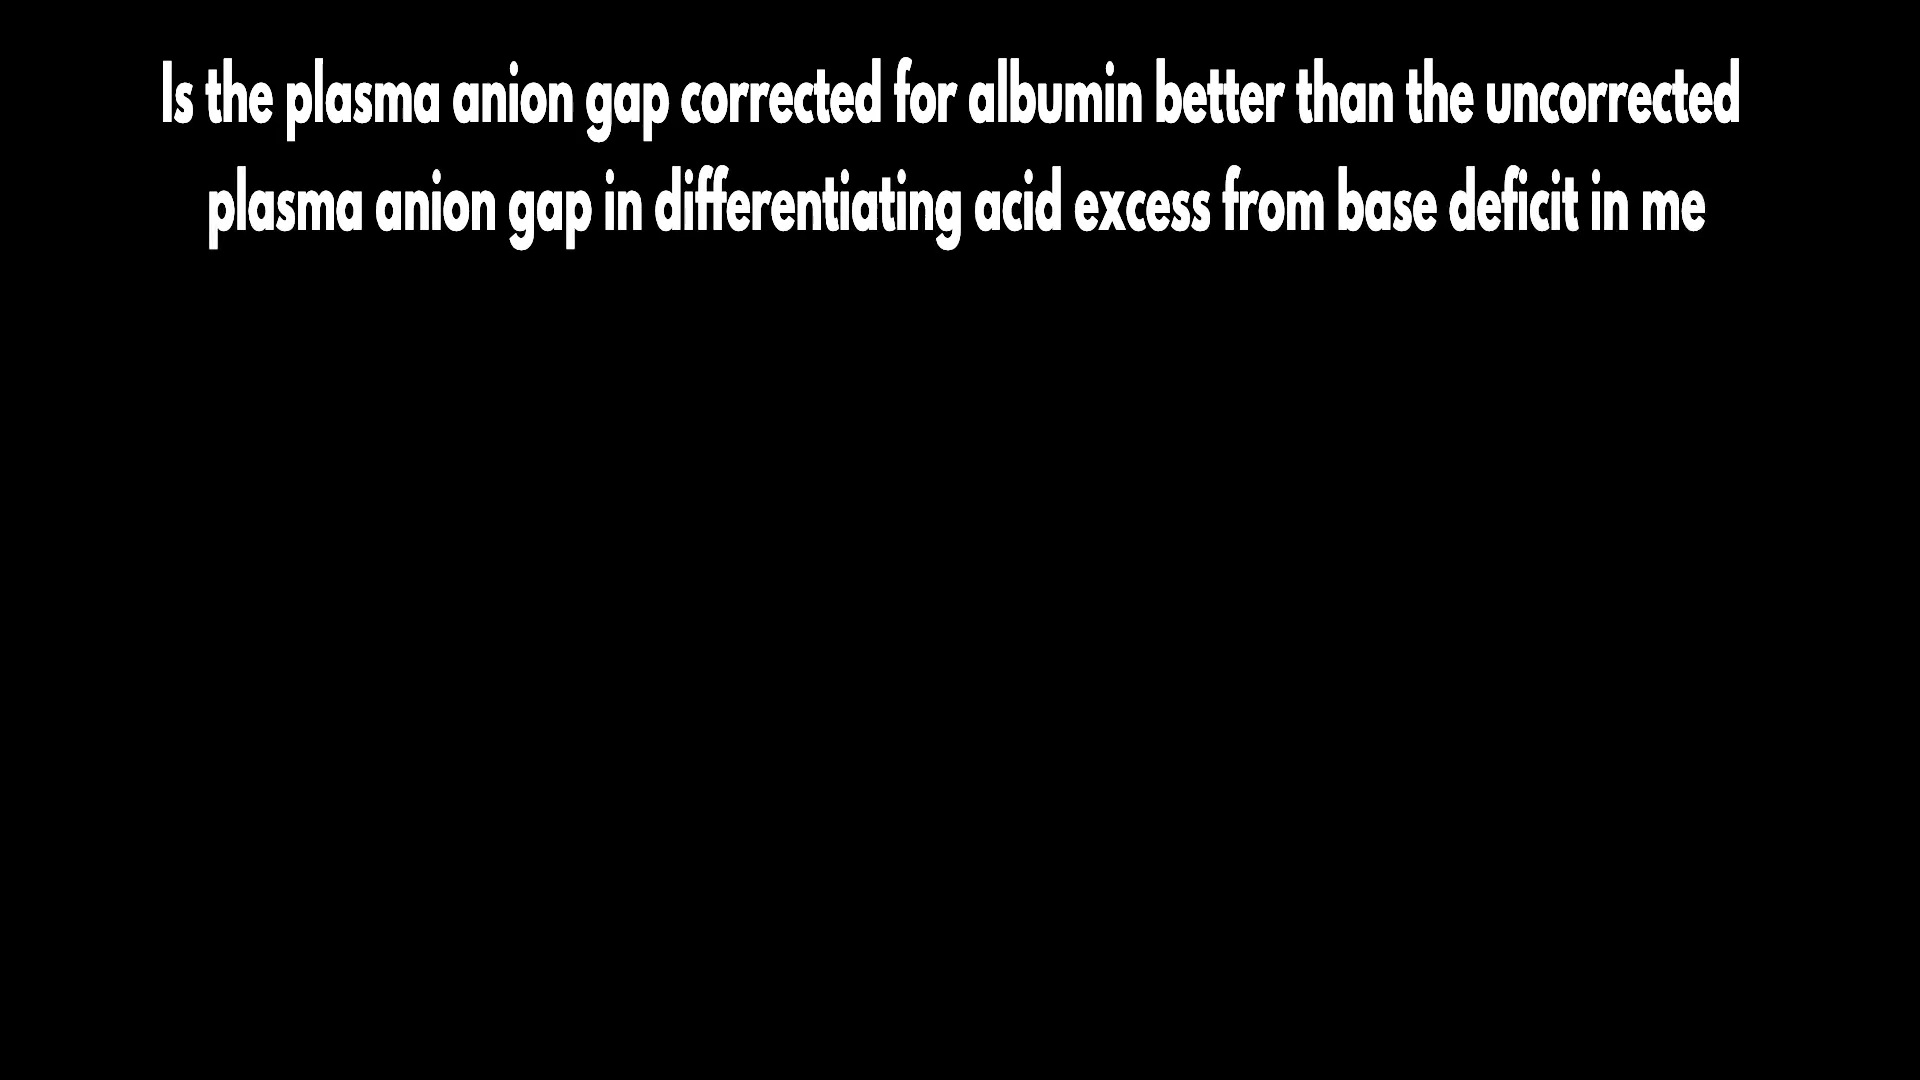 Is the plasma anion gap corrected for albumin better than the uncorrected
plasma anion gap in differentiating acid excess from base deficit in me